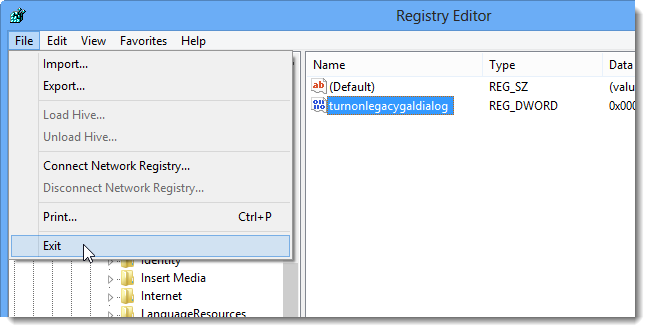 Registry Editor
File Edit View Favorites Help
Import...
Export...
Load Hive...
Unload Hive...
Connect Network Registry...
Disconnect Network Registry...
Print... Ctrl+P
Exit
Identity
Insert Media
Internet
LanguageResources
Name Type Data
(Default) REG_SZ (valu
turnonlegacygaldialog REG_DWORD 0x000